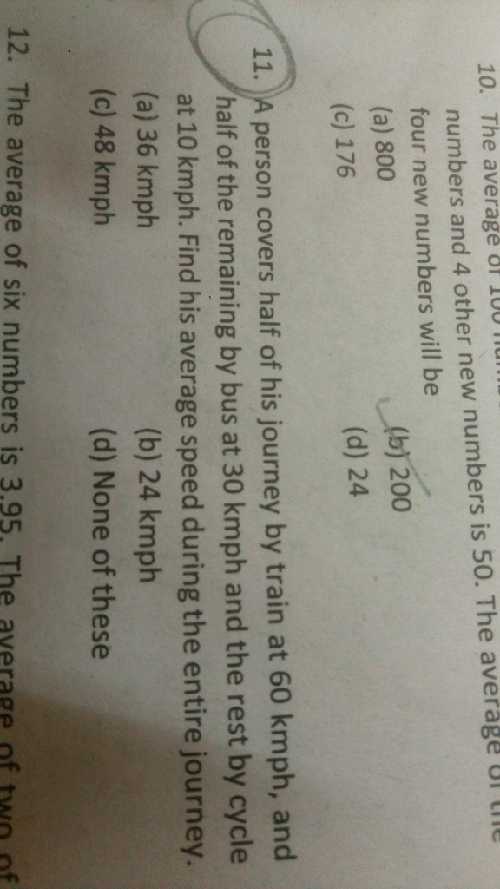 10. The average of 100
numbers and 4 other new numbers is 50. The average of the
four new numbers will be
(a) 800 (b) 200
(c) 176 (d) 24
11. A person covers half of his journey by train at 60 kmph, and
half of the remaining by bus at 30 kmph and the rest by cycle
at 10 kmph. Find his average speed during the entire journey.
(a) 36 kmph (b) 24 kmph
(c) 48 kmph (d) None of these
12. The average of six numbers is 3.95. The average of two of